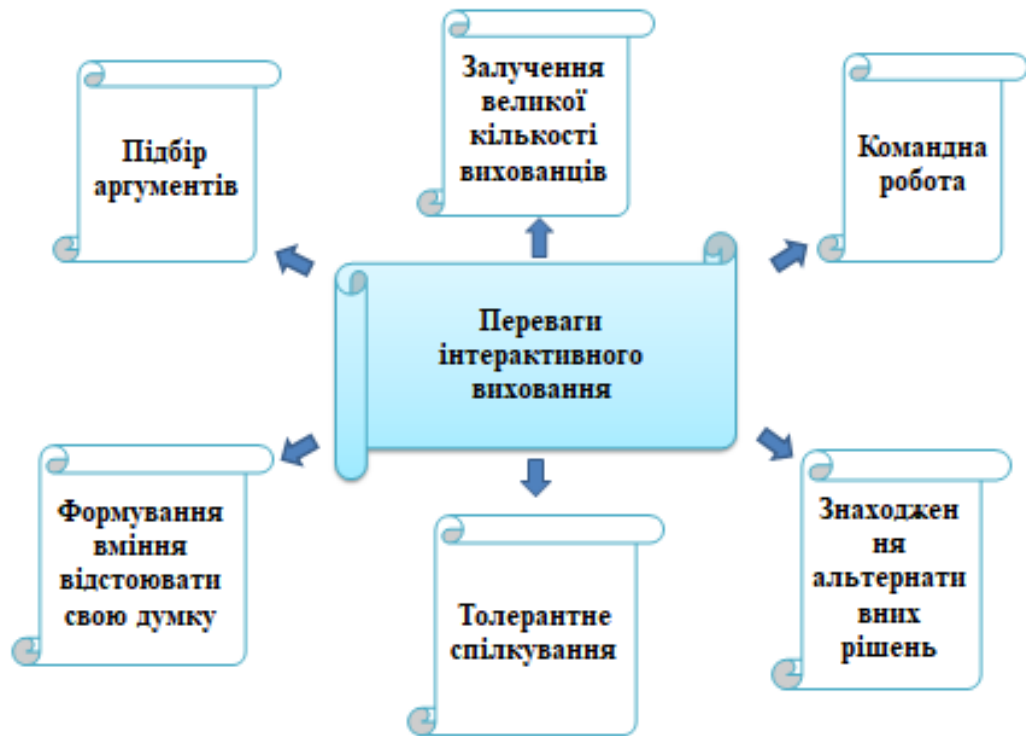 Підбір
аргументів
Залучення
великої
кількості
вихованців
Командна
робота
Переваги
інтерактивного
виховання
Формування
вміння
відстоювати
свою думку
Толерантне
спілкування
Знаходжен
ня
альтернати
вних
рішень